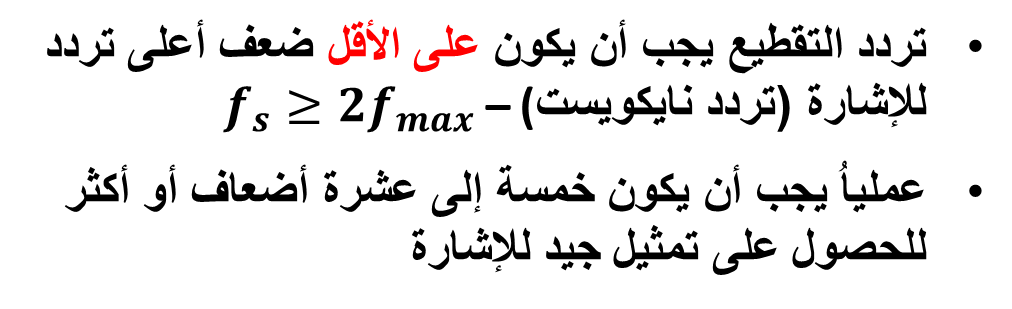 • تردد التقطيع يجب أن يكون على الأقل ضعف أعلى تردد
للإشارة (تردد نايكويست) – fₛ ≥ 2fₘₐₓ
• عملياُ يجب أن يكون خمسة إلى عشرة أضعاف أو أكثر
للحصول على تمثيل جيد للإشارة